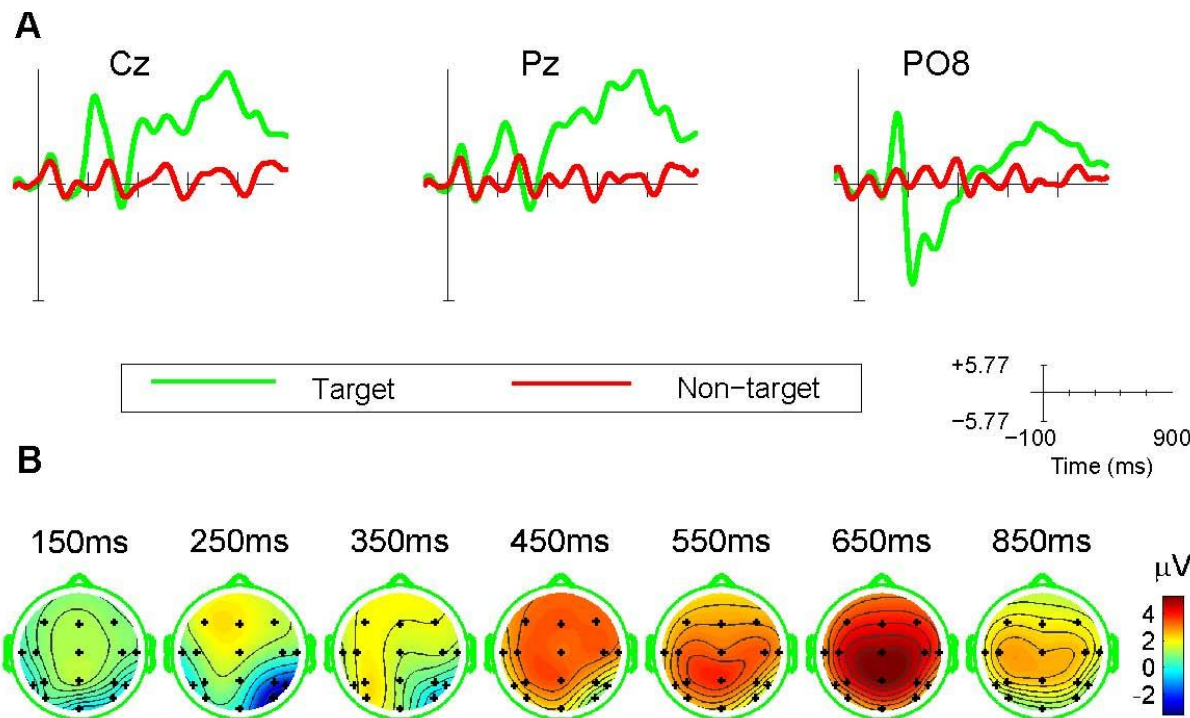 A
Cz
Pz
PO8
Target
Non-target
+5.77
-5.77
-100
900
Time (ms)
B
150ms
250ms
350ms
450ms
550ms
650ms
850ms
μV
4
2
0
-2